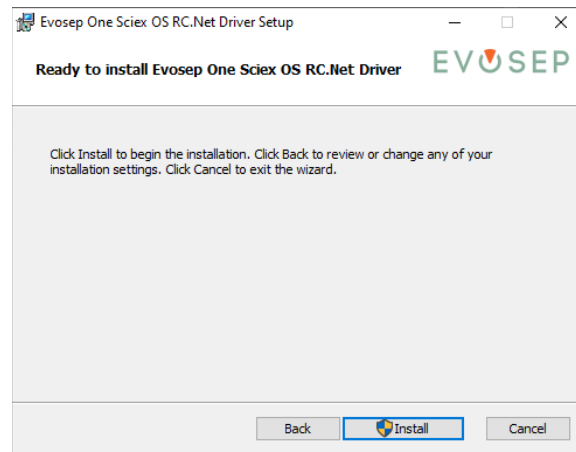 Evosep One Sciex OS RC.Net Driver Setup
Ready to install Evosep One Sciex OS RC.Net Driver
EVOSEP
Click Install to begin the installation. Click Back to review or change any of your
installation settings. Click Cancel to exit the wizard.
Back
Install
Cancel